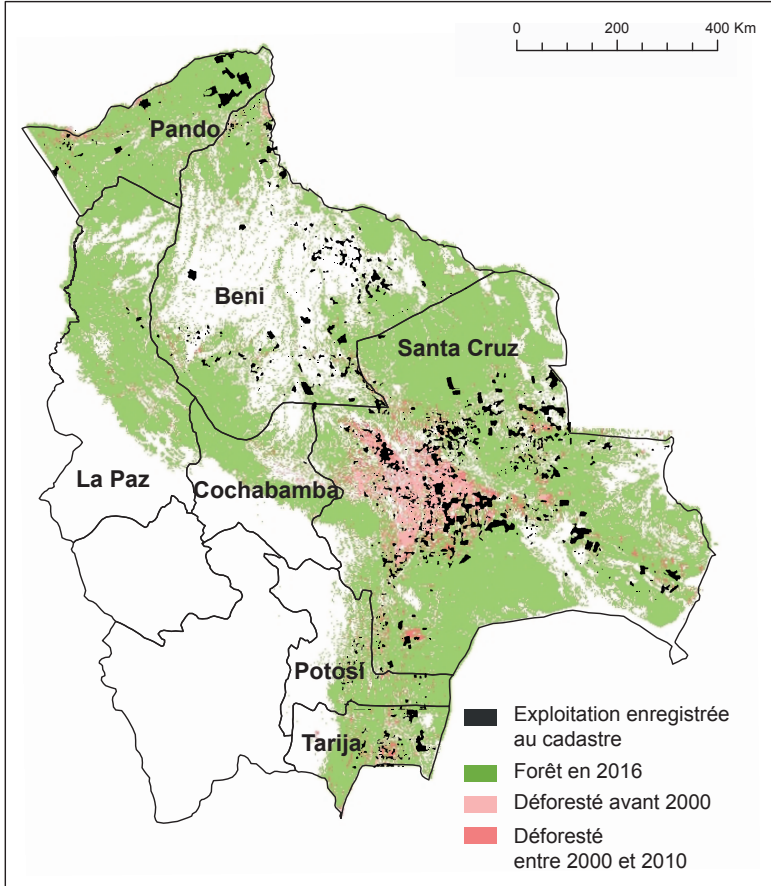 0 200 400 Km
Pando
Beni
Santa Cruz
La Paz
Cochabamba
Potosí
Tarija
Exploitation enregistrée
au cadastre
Forêt en 2016
Déforesté avant 2000
Déforesté
entre 2000 et 2010